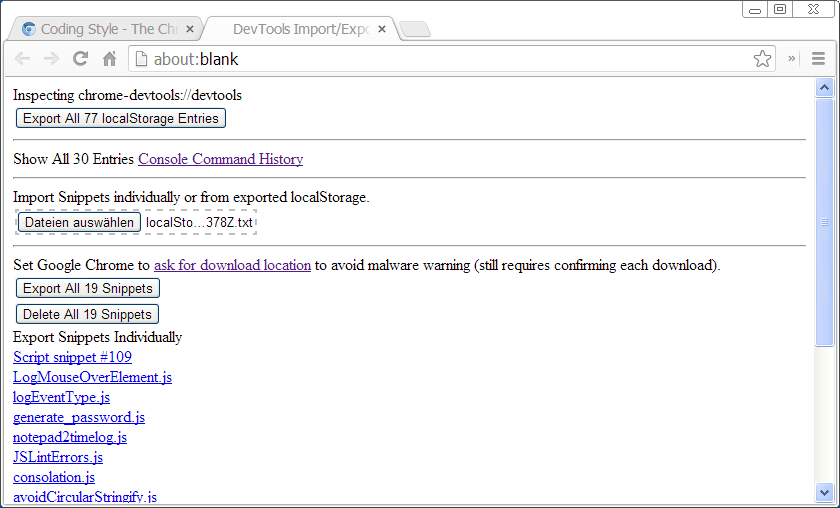 Coding Style - The Chr
DevTools Import/Expo
about:blank
Inspecting chrome-devtools://devtools
Export All 77 localStorage Entries
Show All 30 Entries Console Command History
Import Snippets individually or from exported localStorage.
Dateien auswählen localSto...378Z.txt
Set Google Chrome to ask for download location to avoid malware warning (still requires confirming each download).
Export All 19 Snippets
Delete All 19 Snippets
Export Snippets Individually
Script snippet #109
LogMouseOverElement.js
logEventType.js
generate_password.js
notepad2timelog.js
JSLintErrors.js
consolation.js
avoidCircularStringify.js